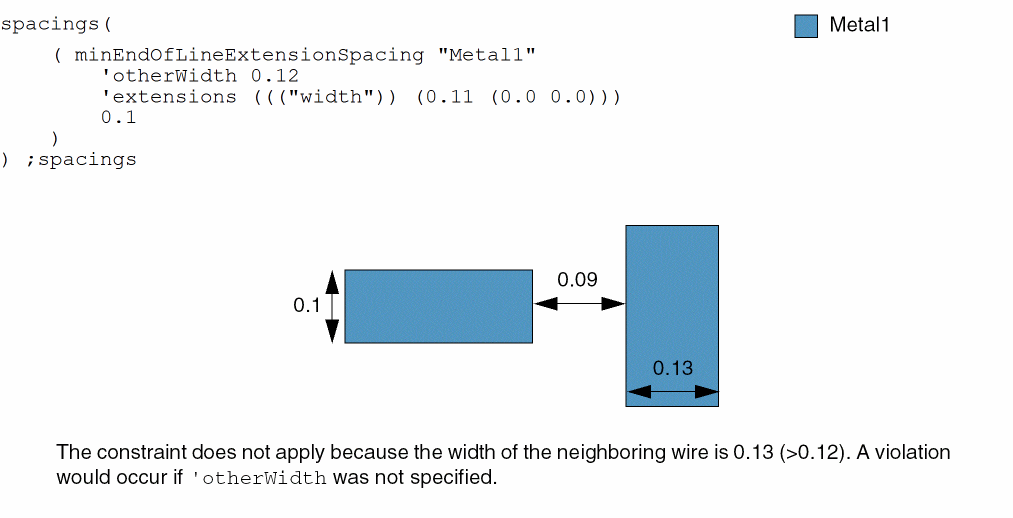 spacings(
Metal1
( minEndOfLineExtensionSpacing "Metal1"
'otherWidth 0.12
'extensions ((("width")) (0.11 (0.0 0.0)))
0.1
)
) ;spacings
0.09
0.1
0.13
The constraint does not apply because the width of the neighboring wire is 0.13 (>0.12). A violation
would occur if 'otherWidth was not specified.